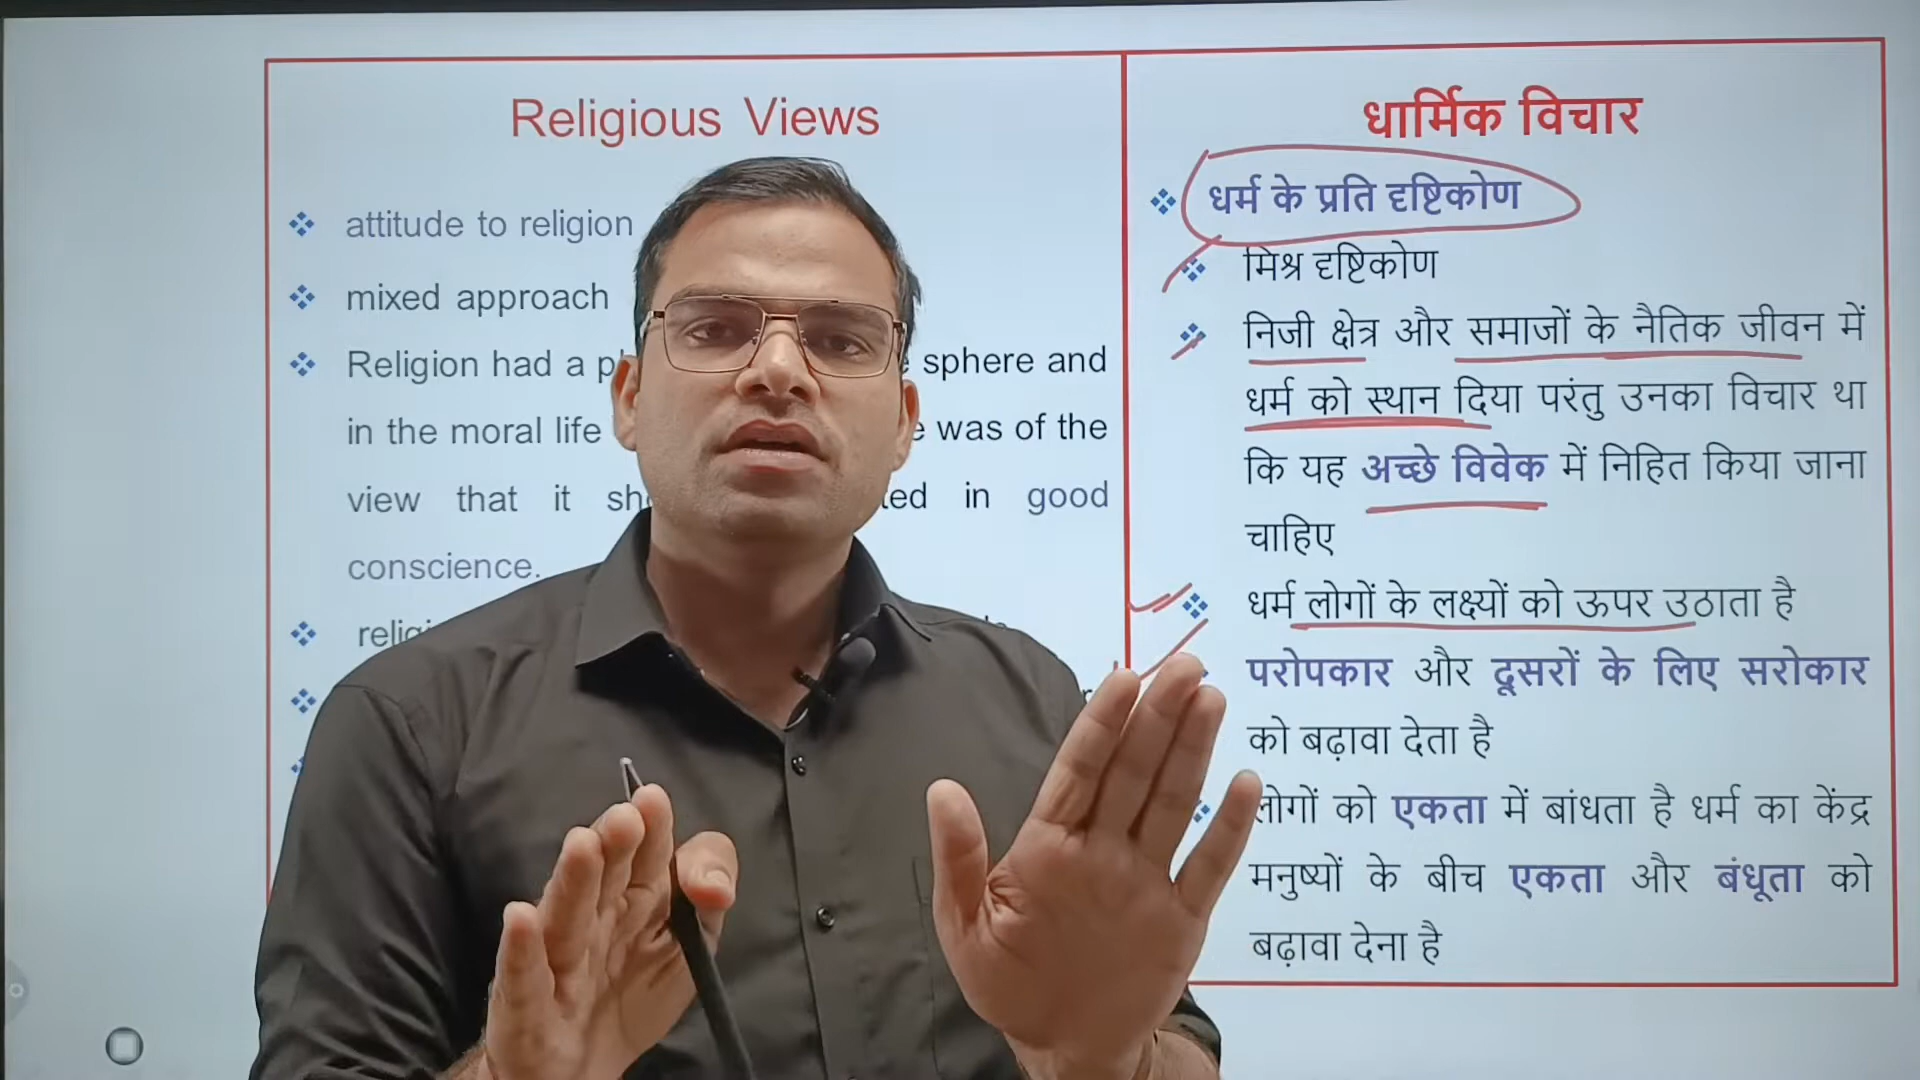 Religious Views
attitude to religion
mixed approach
Religion had a sphere and
in the moral life was of the
view that it in good
conscience.
धार्मिक विचार
धर्म के प्रति दृष्टिकोण
मिश्र दृष्टिकोण
निजी क्षेत्र और समाजों के नैतिक जीवन में
धर्म को स्थान दिया परंतु उनका विचार था
कि यह अच्छे विवेक में निहित किया जाना
चाहिए
धर्म लोगों के लक्ष्यों को ऊपर उठाता है
परोपकार और दूसरों के लिए सरोकार
को बढ़ावा देता है
लोगों को एकता में बांधता है धर्म का केंद्र
मनुष्यों के बीच एकता और बंधूता को
बढ़ावा देना है